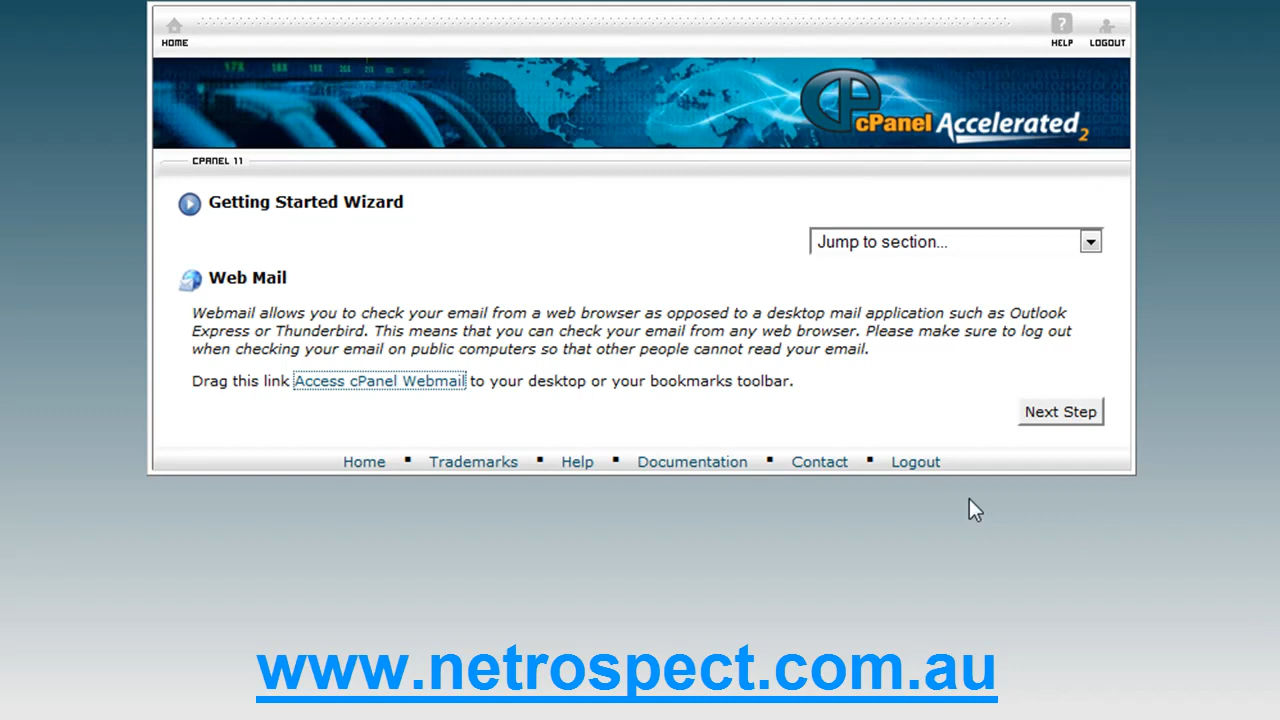 HOME
HELP
LOGOUT
cPanel Accelerated 2
CPANEL 11
Getting Started Wizard
Jump to section...
Web Mail
Webmail allows you to check your email from a web browser as opposed to a desktop mail application such as Outlook
Express or Thunderbird. This means that you can check your email from any web browser. Please make sure to log out
when checking your email on public computers so that other people cannot read your email.
Drag this link Access cPanel Webmail to your desktop or your bookmarks toolbar.
Next Step
Home ▪ Trademarks ▪ Help ▪ Documentation ▪ Contact ▪ Logout
www.netrospect.com.au